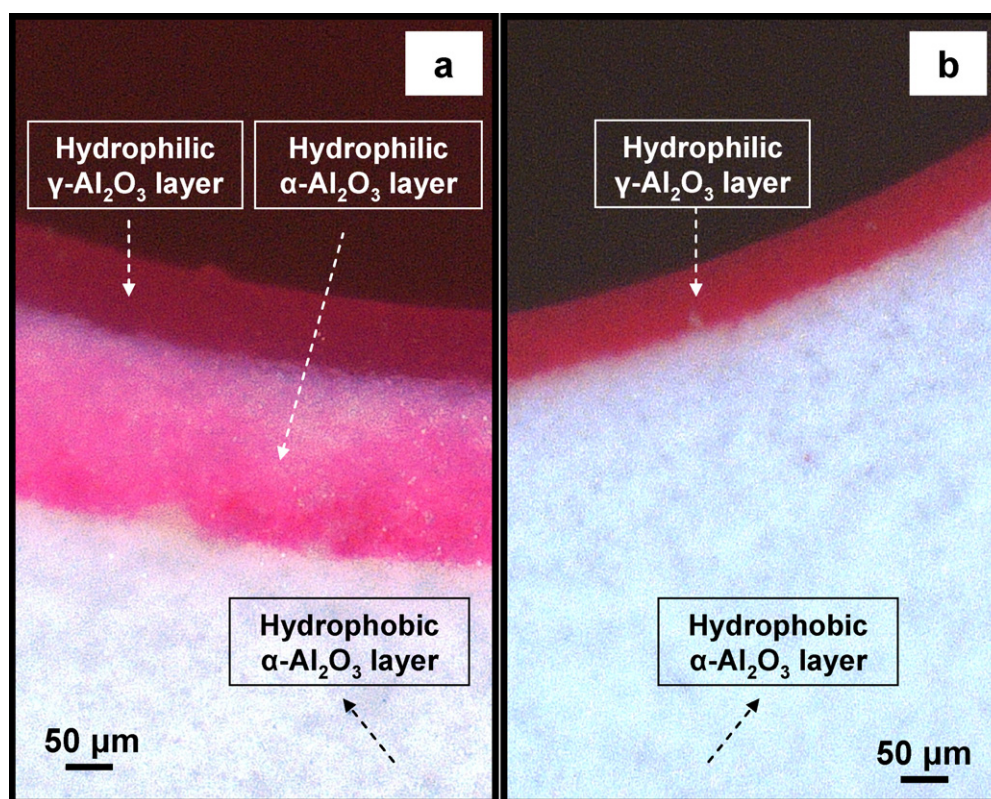 a
Hydrophilic
γ-Al₂O₃ layer
Hydrophilic
α-Al₂O₃ layer
Hydrophobic
α-Al₂O₃ layer
50 µm
b
Hydrophilic
γ-Al₂O₃ layer
Hydrophobic
α-Al₂O₃ layer
50 µm